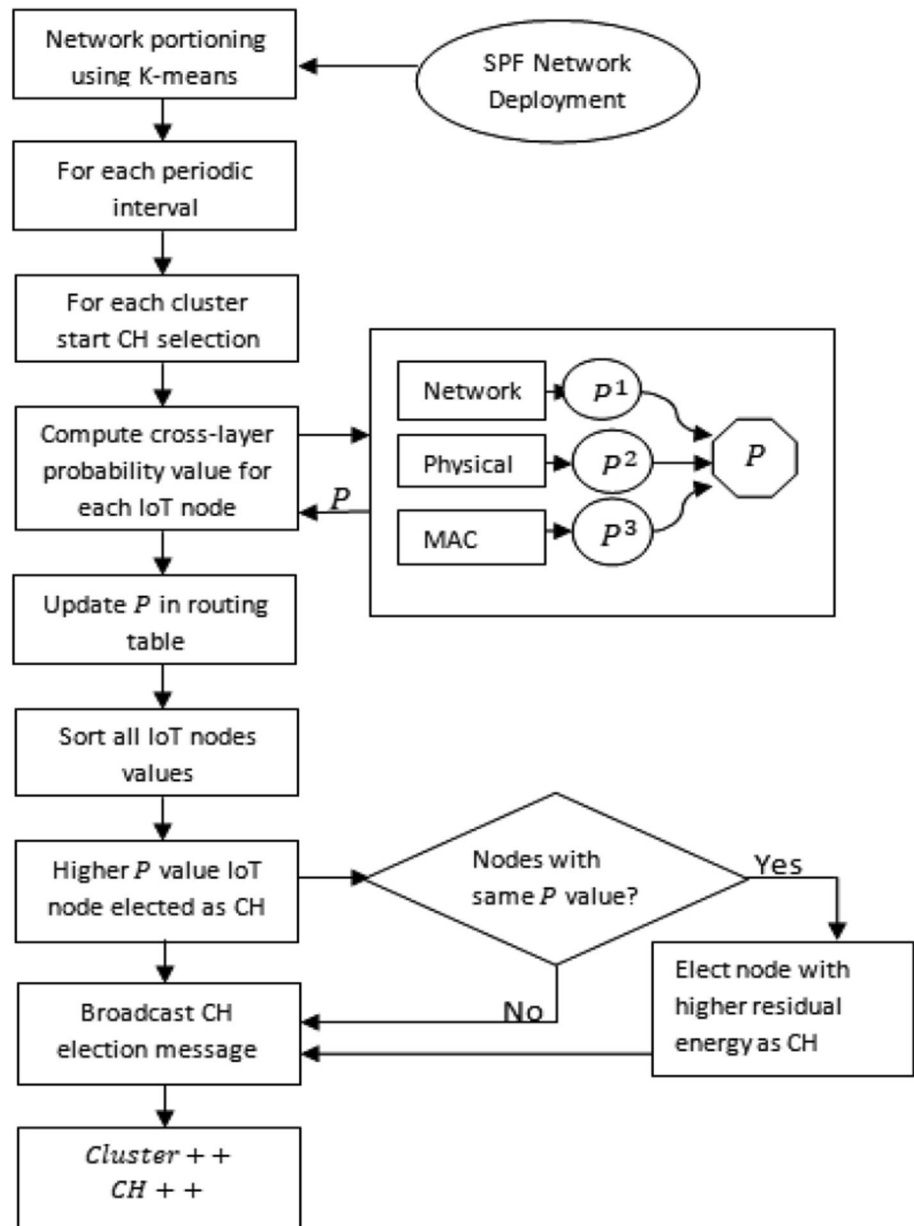 Network portioning
using K-means
SPF Network
Deployment
For each periodic
interval
For each cluster
start CH selection
Compute cross-layer
probability value for
each IoT node
P
Network
P¹
Physical
P²
MAC
P³
P
Update P in routing
table
Sort all IoT nodes
values
Higher P value IoT
node elected as CH
Nodes with
same P value?
Yes
No
Elect node with
higher residual
energy as CH
Broadcast CH
election message
Cluster + +
CH + +